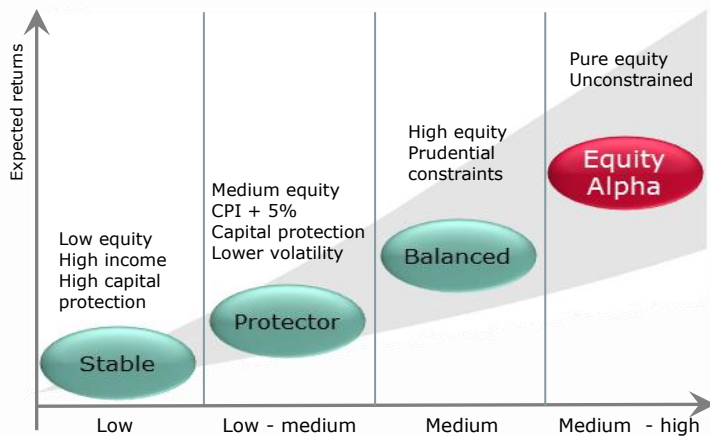 Expected returns
Pure equity
Unconstrained
Equity
Alpha
High equity
Prudential
constraints
Balanced
Medium equity
CPI + 5%
Capital protection
Lower volatility
Protector
Low equity
High income
High capital
protection
Stable
Low
Low - medium
Medium
Medium - high